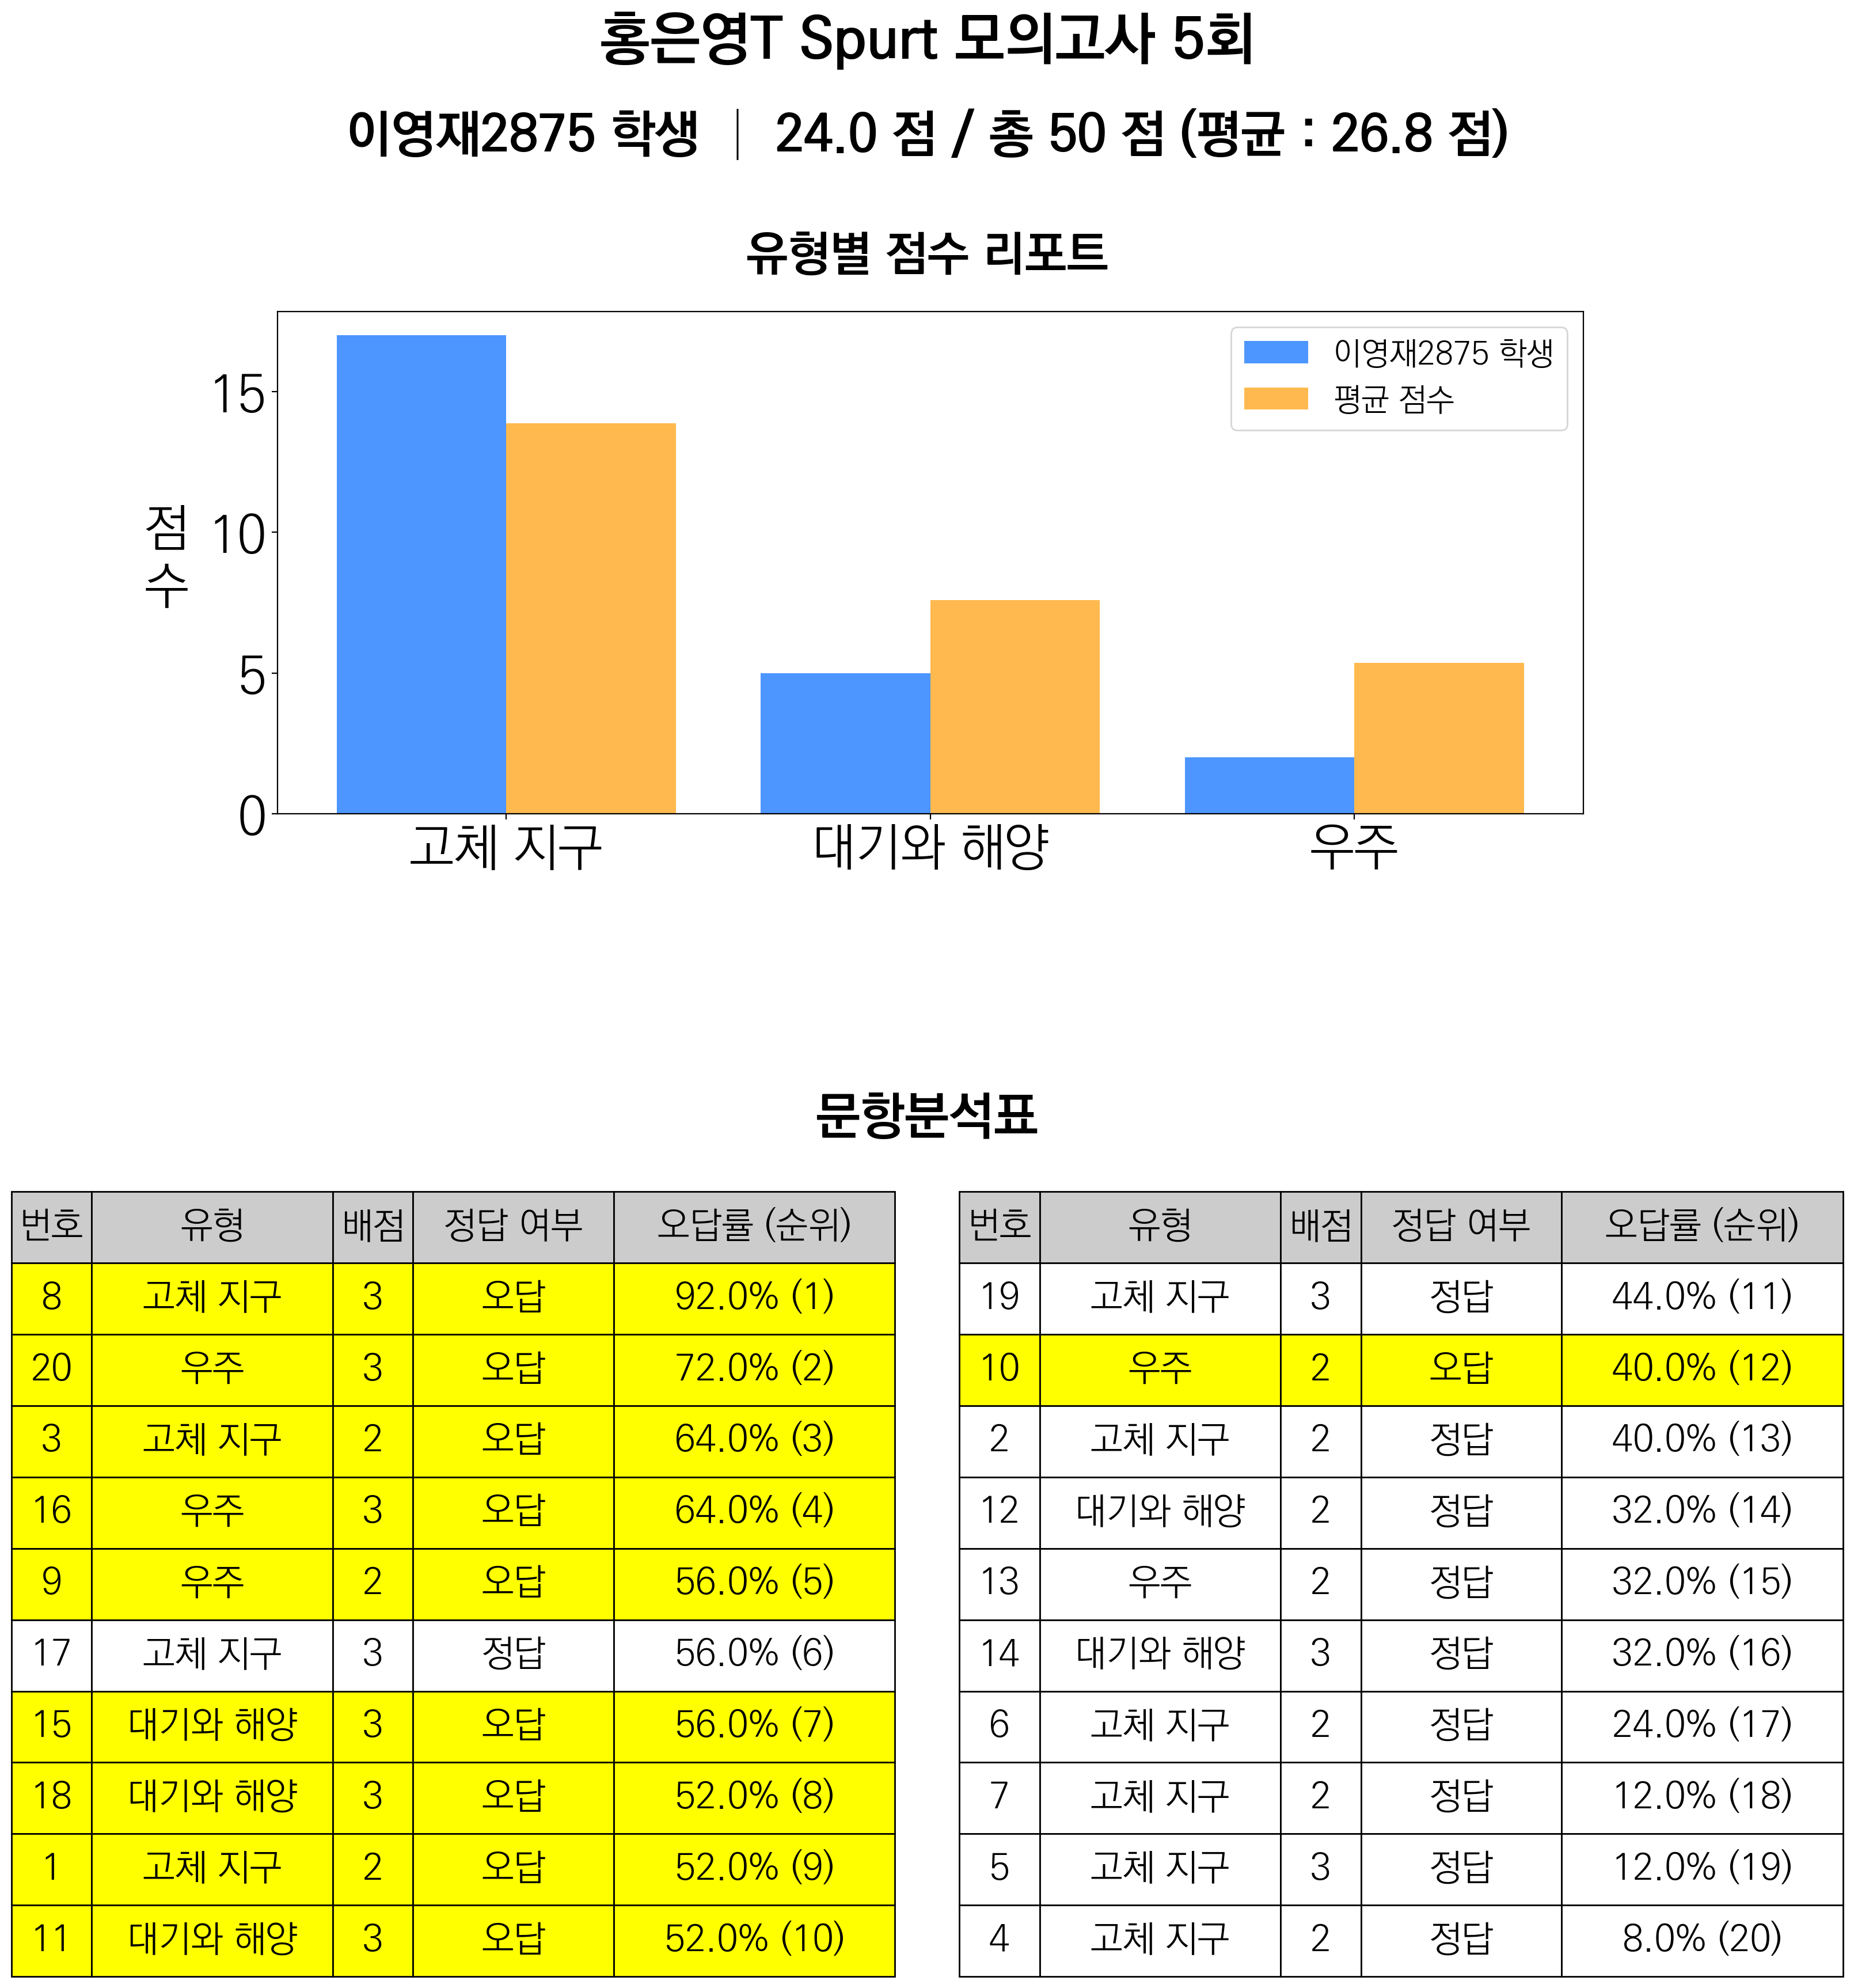 홍은영T Spurt 모의고사 5회
이영재2875 학생 │ 24.0 점 / 총 50 점 (평균 : 26.8 점)
유형별 점수 리포트
이영재2875 학생
평균 점수
점수
15
10
5
0
고체 지구 대기와 해양 우주
문항분석표
번호 유형 배점 정답 여부 오답률 (순위)
8 고체 지구 3 오답 92.0% (1)
20 우주 3 오답 72.0% (2)
3 고체 지구 2 오답 64.0% (3)
16 우주 3 오답 64.0% (4)
9 우주 2 오답 56.0% (5)
17 고체 지구 3 정답 56.0% (6)
15 대기와 해양 3 오답 56.0% (7)
18 대기와 해양 3 오답 52.0% (8)
1 고체 지구 2 오답 52.0% (9)
11 대기와 해양 3 오답 52.0% (10)
번호 유형 배점 정답 여부 오답률 (순위)
19 고체 지구 3 정답 44.0% (11)
10 우주 2 오답 40.0% (12)
2 고체 지구 2 정답 40.0% (13)
12 대기와 해양 2 정답 32.0% (14)
13 우주 2 정답 32.0% (15)
14 대기와 해양 3 정답 32.0% (16)
6 고체 지구 2 정답 24.0% (17)
7 고체 지구 2 정답 12.0% (18)
5 고체 지구 3 정답 12.0% (19)
4 고체 지구 2 정답 8.0% (20)